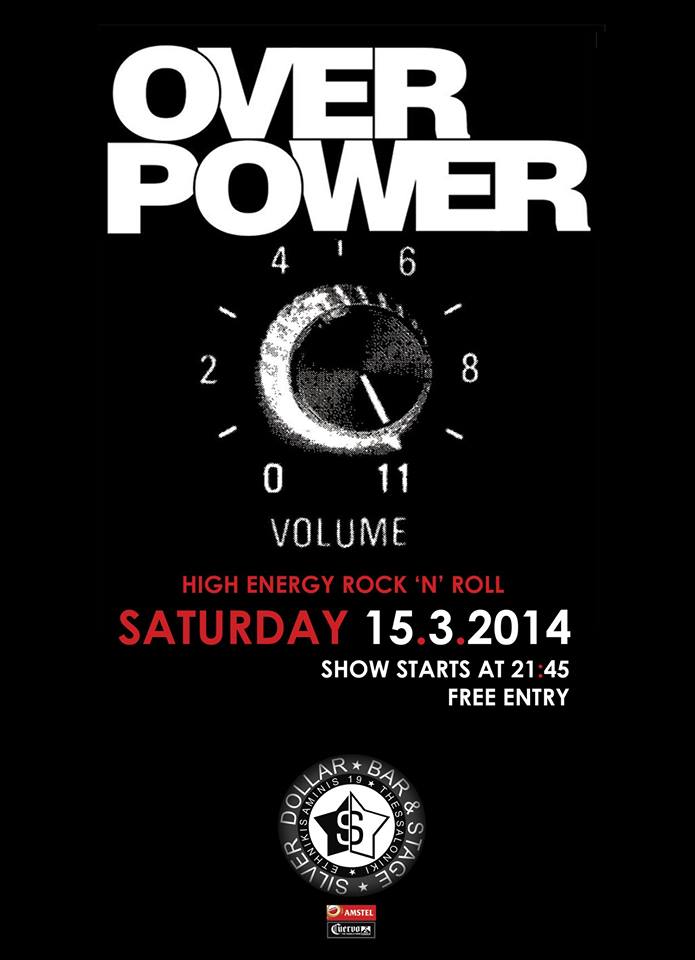 OVER
POWER
4 6
2 8
0 11
VOLUME
HIGH ENERGY ROCK ‘N’ ROLL
SATURDAY 15.3.2014
SHOW STARTS AT 21:45
FREE ENTRY
SILVER DOLLAR ★ BAR & STAGE ★
ETHNIKIS AMINIS 19 ★ THESSALONIKI ★
S
AMSTEL
Cuervo